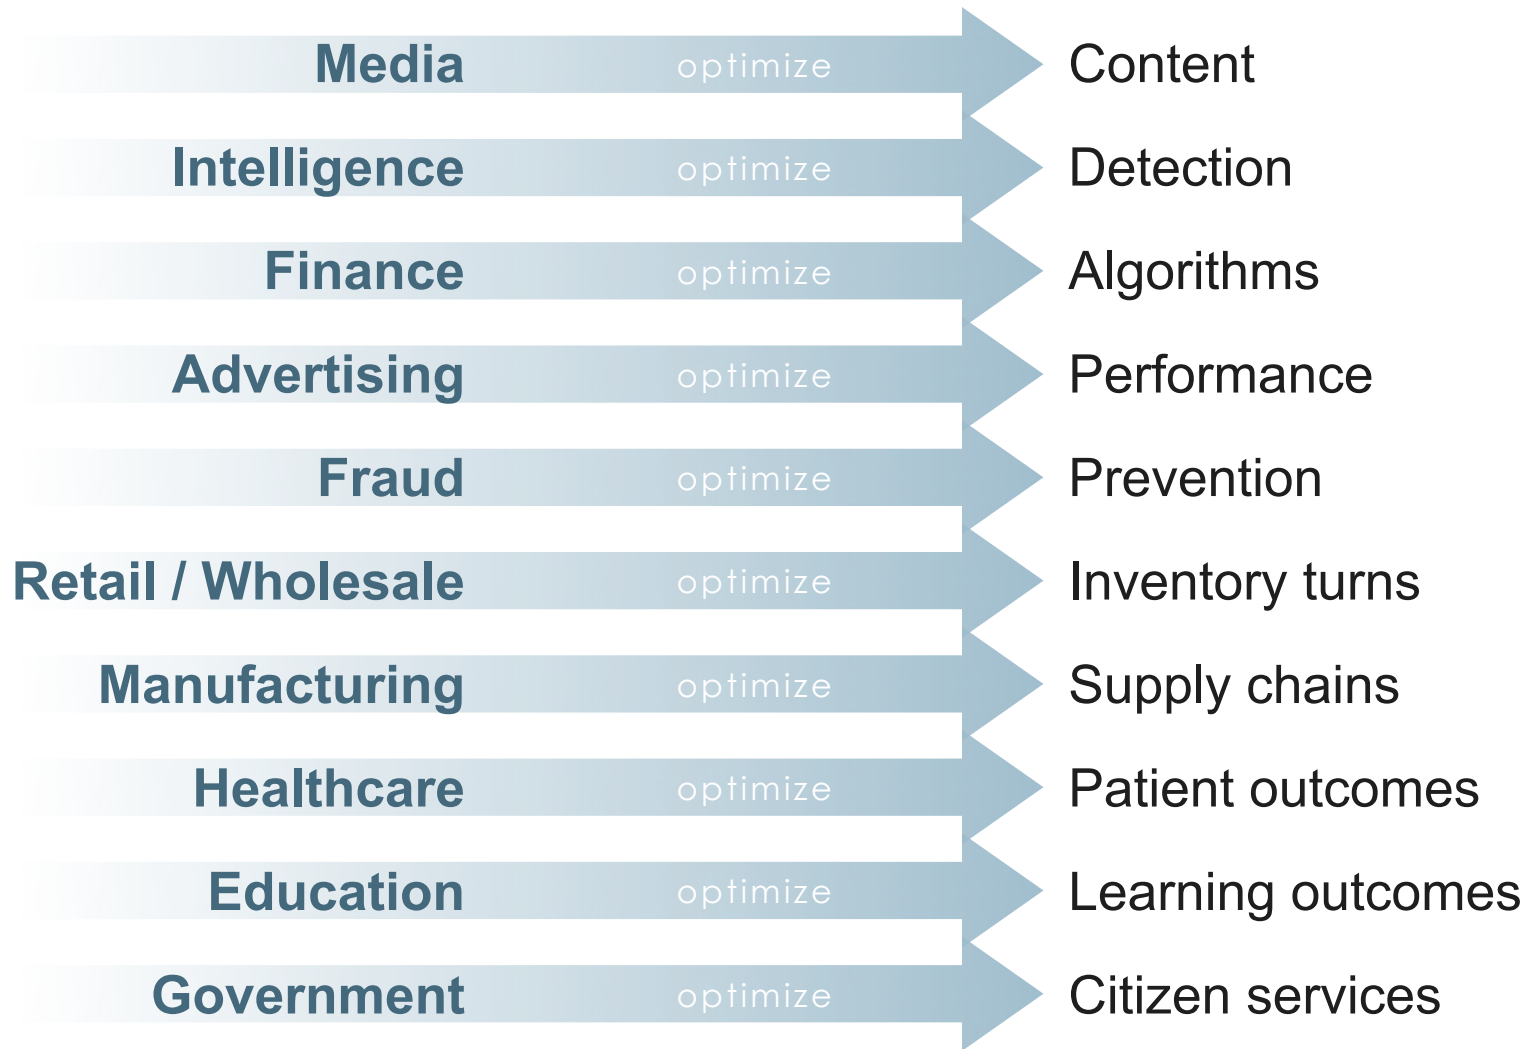 Media optimize Content
Intelligence optimize Detection
Finance optimize Algorithms
Advertising optimize Performance
Fraud optimize Prevention
Retail / Wholesale optimize Inventory turns
Manufacturing optimize Supply chains
Healthcare optimize Patient outcomes
Education optimize Learning outcomes
Government optimize Citizen services